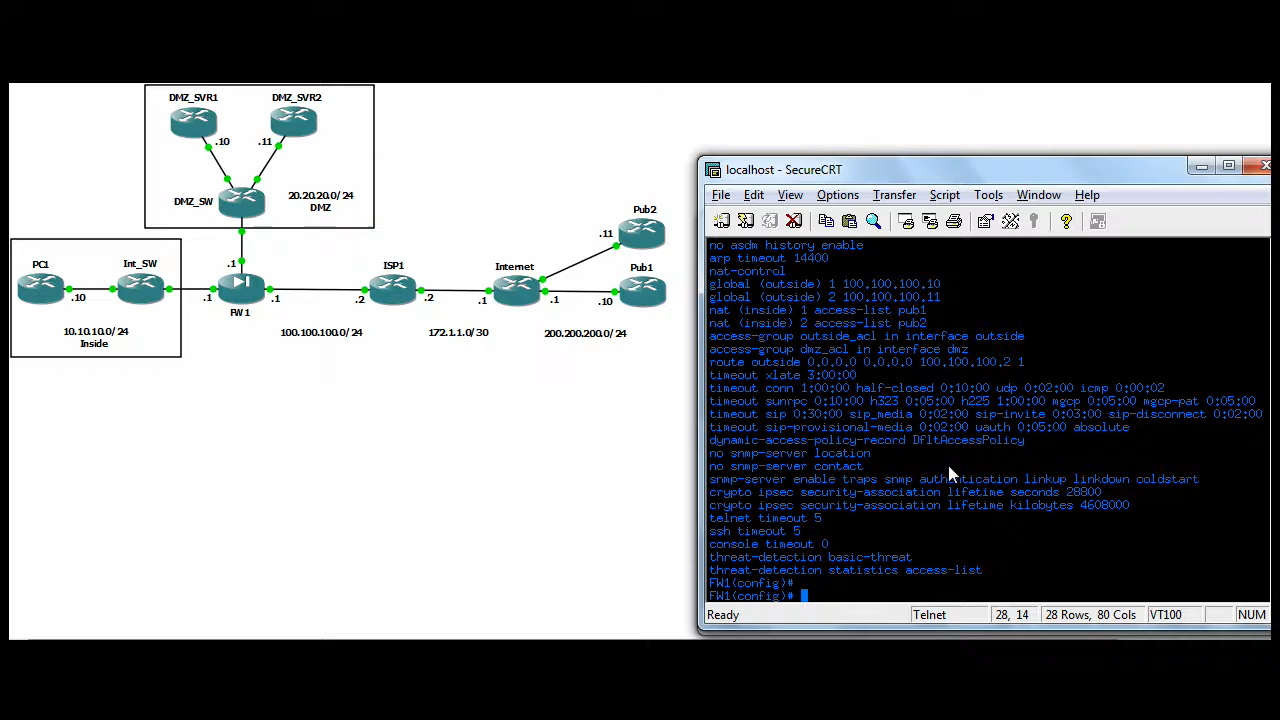 DMZ_SVR1
DMZ_SVR2
.10
.11
DMZ_SW
20.20.20.0/24
DMZ
Pub2
.11
PC1
Int_SW
.1
ISP1
Internet
Pub1
.10
.1
.1
.2
.2
.1
.1
.10
FW1
10.10.10.0/24
Inside
100.100.100.0/24
172.1.1.0/30
200.200.200.0/24
localhost - SecureCRT
File Edit View Options Transfer Script Tools Window Help
no asdm history enable
arp timeout 14400
nat-control
global (outside) 1 100.100.100.10
global (outside) 2 100.100.100.11
nat (inside) 1 access-list pub1
nat (inside) 2 access-list pub2
access-group outside_acl in interface outside
access-group dmz_acl in interface dmz
route outside 0.0.0.0 0.0.0.0 100.100.100.2 1
timeout xlate 3:00:00
timeout conn 1:00:00 half-closed 0:10:00 udp 0:02:00 icmp 0:00:02
timeout sunrpc 0:10:00 h323 0:05:00 h225 1:00:00 mgcp 0:05:00 mgcp-pat 0:05:00
timeout sip 0:30:00 sip_media 0:02:00 sip-invite 0:03:00 sip-disconnect 0:02:00
timeout sip-provisional-media 0:02:00 uauth 0:05:00 absolute
dynamic-access-policy-record DfltAccessPolicy
no snmp-server location
no snmp-server contact
snmp-server enable traps snmp authentication linkup linkdown coldstart
crypto ipsec security-association lifetime seconds 28800
crypto ipsec security-association lifetime kilobytes 4608000
telnet timeout 5
ssh timeout 5
console timeout 0
threat-detection basic-threat
threat-detection statistics access-list
FW1(config)#
FW1(config)#
Ready Telnet 28, 14 28 Rows, 80 Cols VT100 NUM